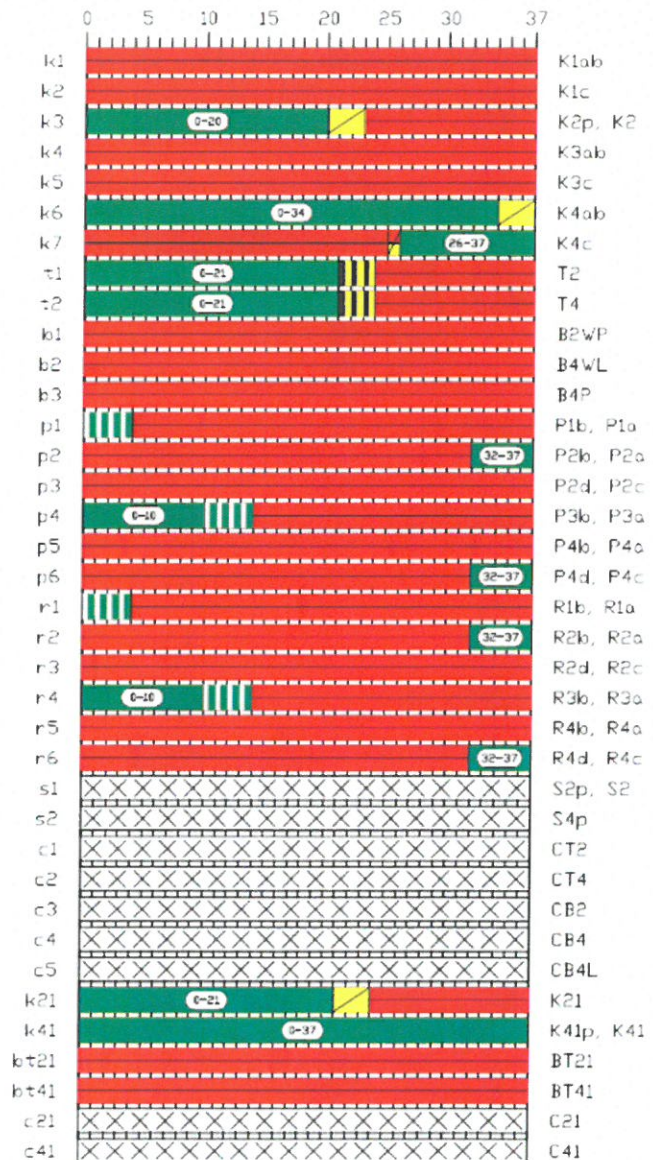 0 5 10 15 20 25 30 37
k1 K1ab
k2 K1c
k3 0-20 K2p, K2
k4 K3ab
k5 K3c
k6 0-34 K4ab
k7 26-37 K4c
t1 0-21 T2
t2 0-21 T4
b1 B2WP
b2 B4WL
b3 B4P
p1 P1b, P1a
p2 32-37 P2b, P2a
p3 P2d, P2c
p4 0-10 P3b, P3a
p5 P4b, P4a
p6 32-37 P4d, P4c
r1 R1b, R1a
r2 32-37 R2b, R2a
r3 R2d, R2c
r4 0-10 R3b, R3a
r5 R4b, R4a
r6 32-37 R4d, R4c
s1 S2p, S2
s2 S4p
c1 CT2
c2 CT4
c3 CB2
c4 CB4
c5 CB4L
k21 0-21 K21
k41 0-37 K41p, K41
bt21 BT21
bt41 BT41
c21 C21
c41 C41